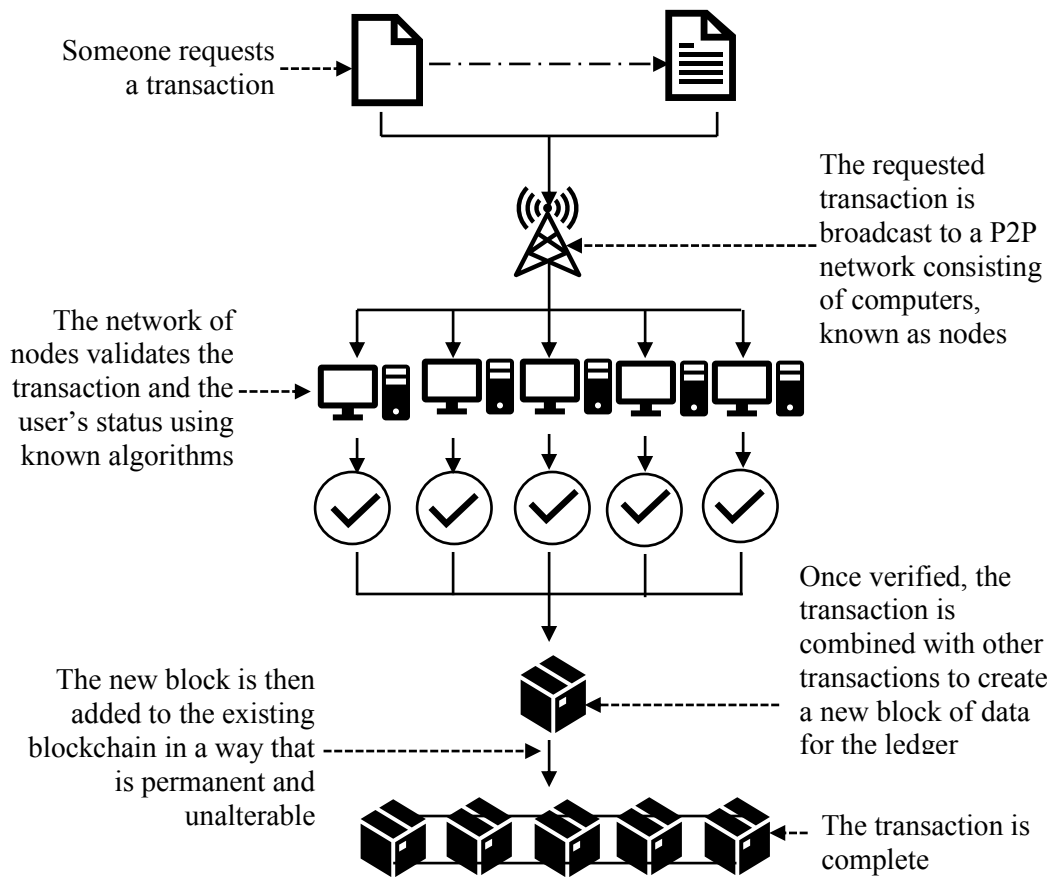 Someone requests
a transaction
The requested
transaction is
broadcast to a P2P
network consisting
of computers,
known as nodes
The network of
nodes validates the
transaction and the
user’s status using
known algorithms
Once verified, the
transaction is
combined with other
transactions to create
a new block of data
for the ledger
The new block is then
added to the existing
blockchain in a way that
is permanent and
unalterable
The transaction is
complete